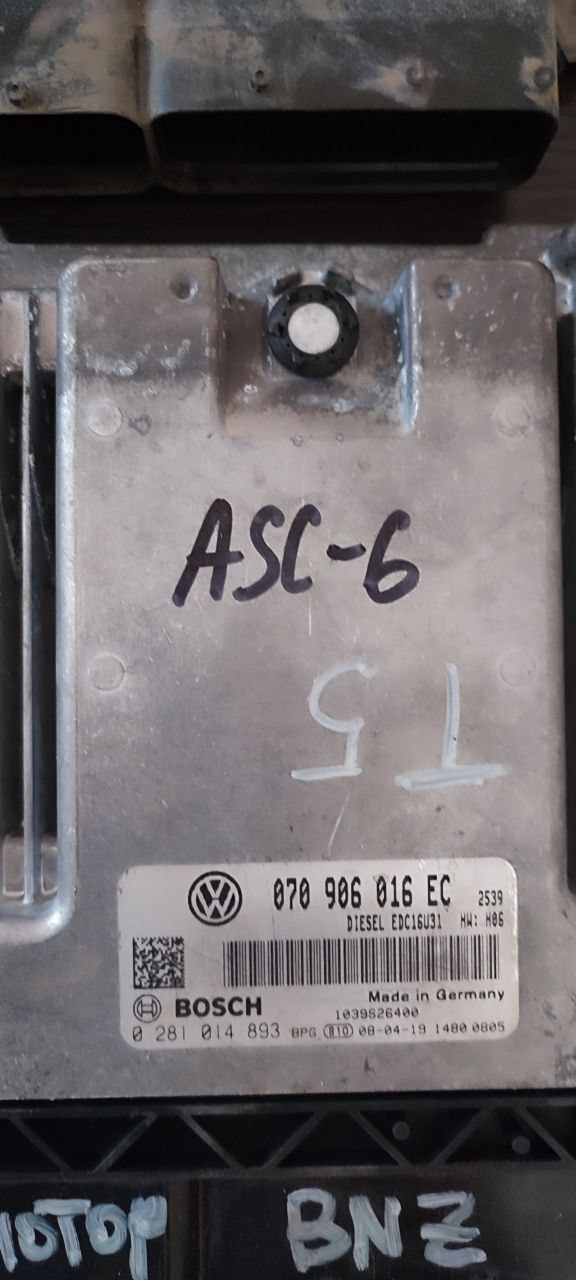 ASC-6
T5
VW 070 906 016 EC 2539
DIESEL EDC16U31 HW: H06
Made in Germany
BOSCH 1039S26400
0 281 014 893 BPG 810 08-04-19 1480 0805
BNZ